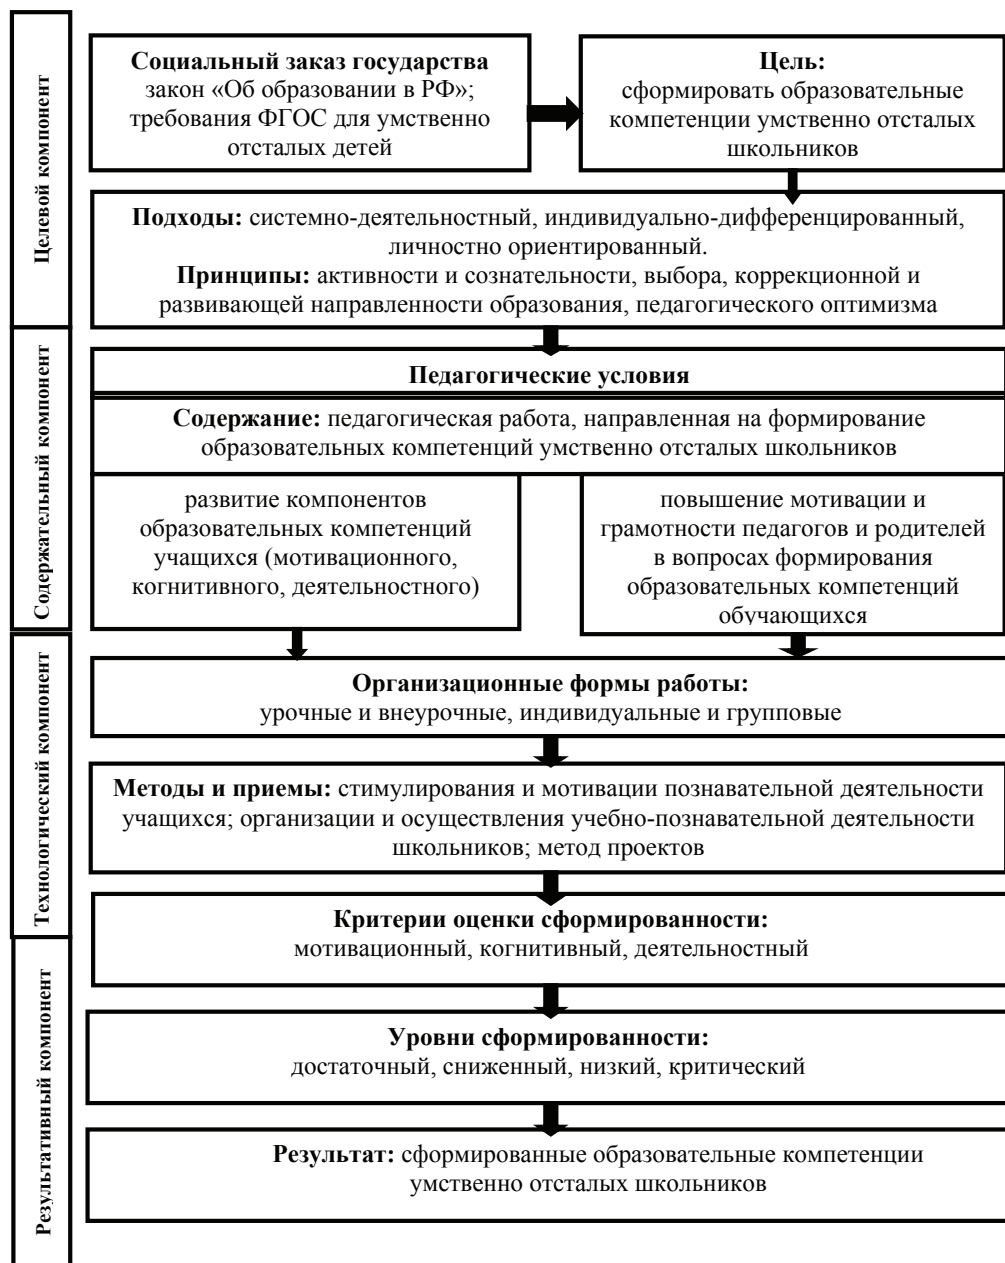 Целевой компонент
Социальный заказ государства
закон «Об образовании в РФ»;
требования ФГОС для умственно
отсталых детей
Цель:
сформировать образовательные
компетенции умственно отсталых
школьников
Подходы: системно-деятельностный, индивидуально-дифференцированный,
личностно ориентированный.
Принципы: активности и сознательности, выбора, коррекционной и
развивающей направленности образования, педагогического оптимизма
Содержательный компонент
Педагогические условия
Содержание: педагогическая работа, направленная на формирование
образовательных компетенций умственно отсталых школьников
развитие компонентов
образовательных компетенций
учащихся (мотивационного,
когнитивного, деятельностного)
повышение мотивации и
грамотности педагогов и родителей
в вопросах формирования
образовательных компетенций
обучающихся
Технологический компонент
Организационные формы работы:
урочные и внеурочные, индивидуальные и групповые
Методы и приемы: стимулирования и мотивации познавательной деятельности
учащихся; организации и осуществления учебно-познавательной деятельности
школьников; метод проектов
Результативный компонент
Критерии оценки сформированности:
мотивационный, когнитивный, деятельностный
Уровни сформированности:
достаточный, сниженный, низкий, критический
Результат: сформированные образовательные компетенции
умственно отсталых школьников